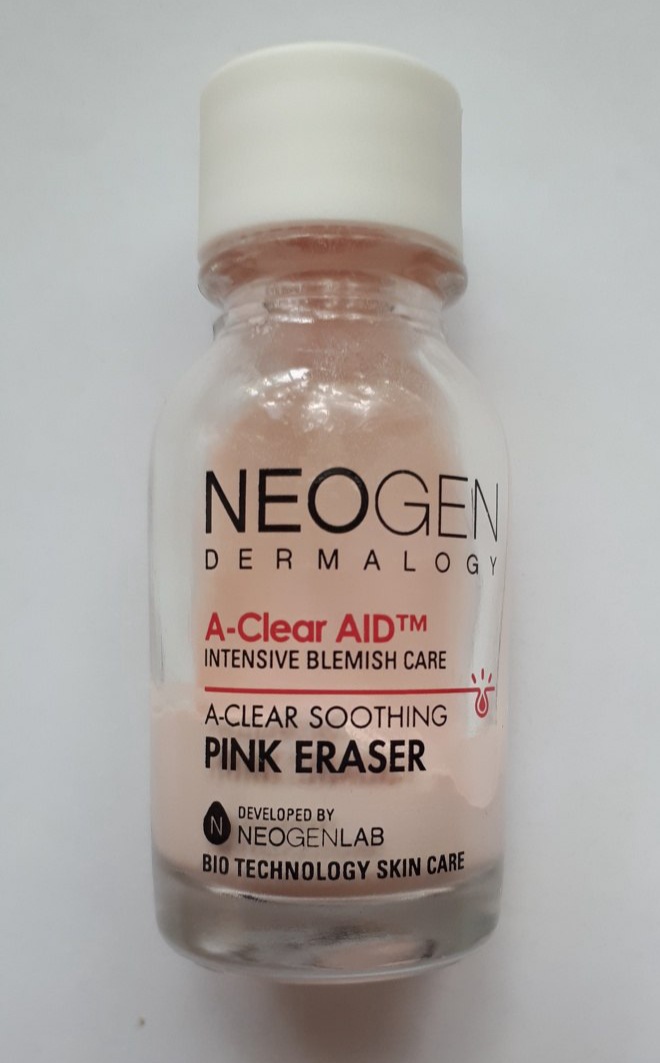 NEOGEN
DERMALOGY
A-Clear AID™
INTENSIVE BLEMISH CARE
A-CLEAR SOOTHING
PINK ERASER
N
DEVELOPED BY
NEOGENLAB
BIO TECHNOLOGY SKIN CARE